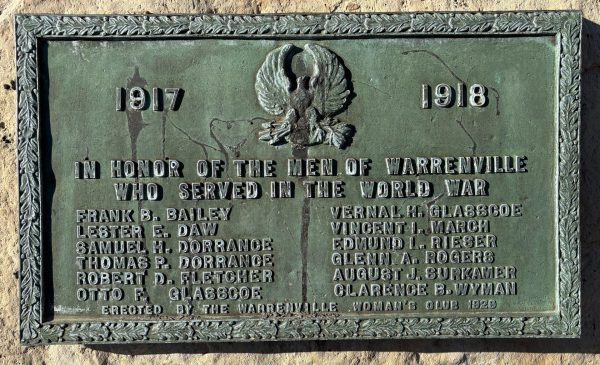 1917 1918
IN HONOR OF THE MEN OF WARRENVILLE
WHO SERVED IN THE WORLD WAR
FRANK B. BAILEY
LESTER E. DAW
SAMUEL H. DORRANCE
THOMAS P. DORRANCE
ROBERT D. FLETCHER
OTTO F. GLASSCOE
VERNAL H. GLASSCOE
VINCENT I. MARCH
EDMUND L. RIESER
GLENN A. ROGERS
AUGUST J. SURKAMER
CLARENCE B. WYMAN
ERECTED BY THE WARRENVILLE WOMAN'S CLUB 1928